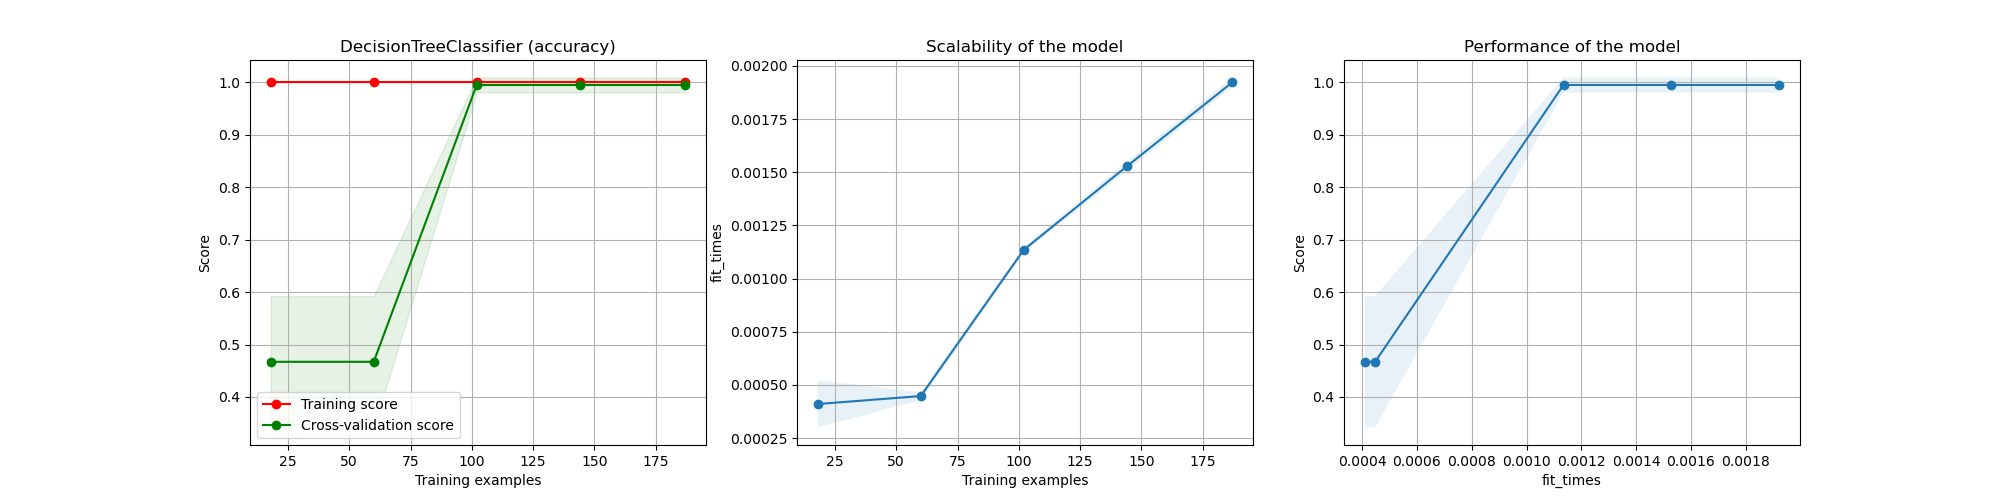 DecisionTreeClassifier (accuracy)
1.0
0.9
0.8
0.7
0.6
0.5
0.4
Score
Training score
Cross-validation score
25 50 75 100 125 150 175
Training examples
Scalability of the model
0.00200
0.00175
0.00150
0.00125
0.00100
0.00075
0.00050
0.00025
fit_times
25 50 75 100 125 150 175
Training examples
Performance of the model
1.0
0.9
0.8
0.7
0.6
0.5
0.4
Score
0.0004 0.0006 0.0008 0.0010 0.0012 0.0014 0.0016 0.0018
fit_times